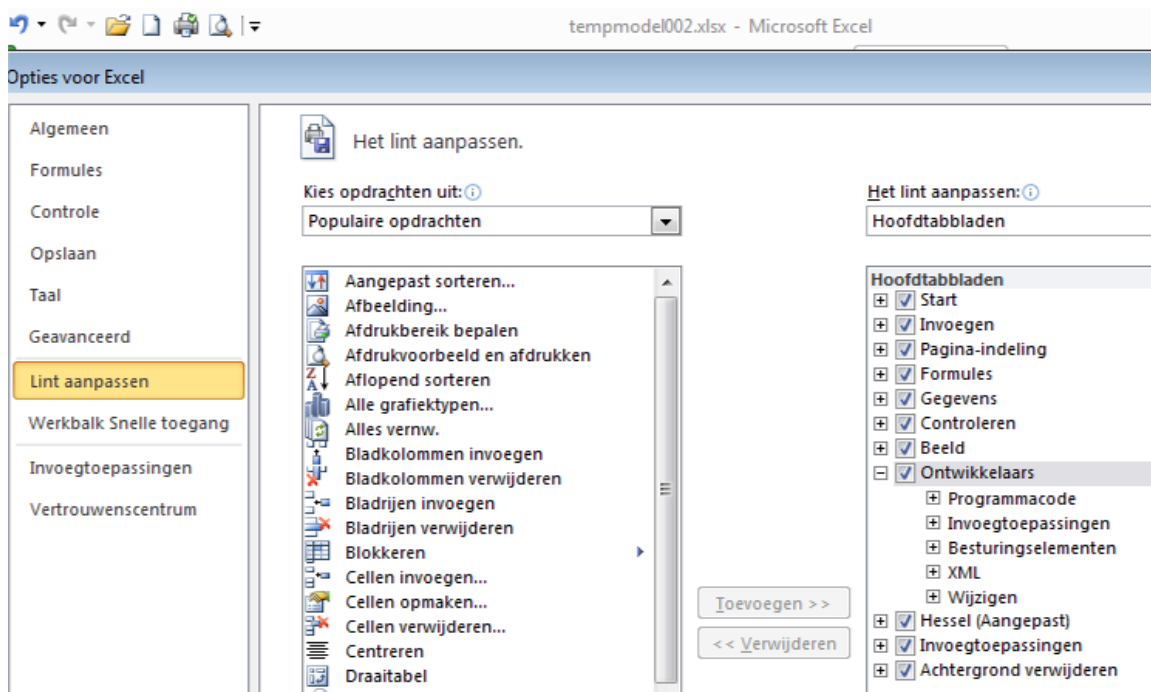 tempmodel002.xlsx - Microsoft Excel
Opties voor Excel
Algemeen
Formules
Controle
Opslaan
Taal
Geavanceerd
Lint aanpassen
Werkbalk Snelle toegang
Invoegtoepassingen
Vertrouwenscentrum
Het lint aanpassen.
Kies opdrachten uit:
Populaire opdrachten
Aangepast sorteren...
Afbeelding...
Afdrukbereik bepalen
Afdrukvoorbeeld en afdrukken
Aflopend sorteren
Alle grafiektypen...
Alles vernw.
Bladkolommen invoegen
Bladkolommen verwijderen
Bladrijen invoegen
Bladrijen verwijderen
Blokkeren
Cellen invoegen...
Cellen opmaken...
Cellen verwijderen...
Centreren
Draaitabel
Toevoegen >>
<< Verwijderen
Het lint aanpassen:
Hoofdtabbladen
Hoofdtabbladen
Start
Invoegen
Pagina-indeling
Formules
Gegevens
Controleren
Beeld
Ontwikkelaars
Programmacode
Invoegtoepassingen
Besturingselementen
XML
Wijzigen
Hessel (Aangepast)
Invoegtoepassingen
Achtergrond verwijderen